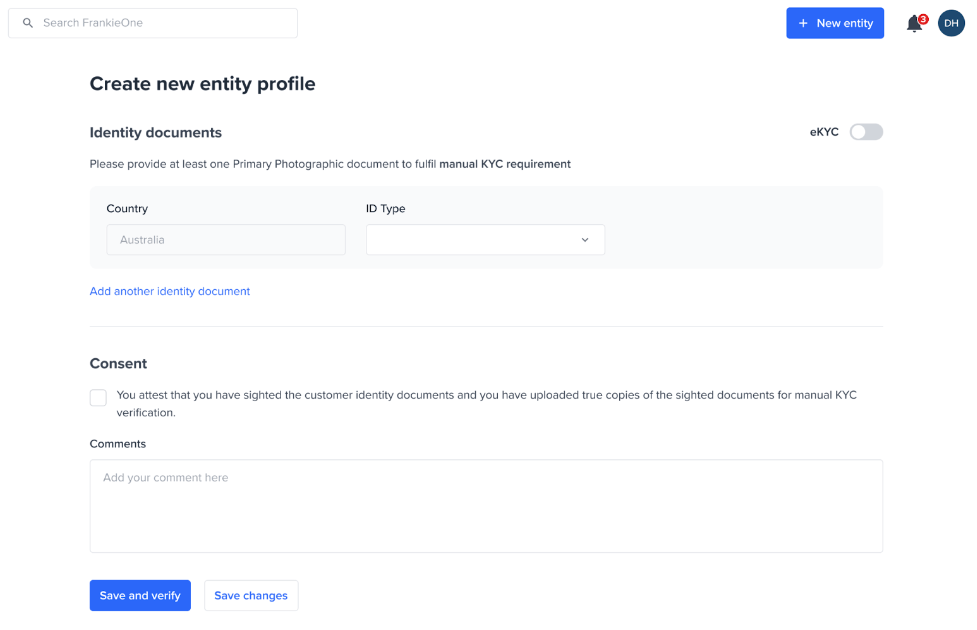 Search FrankieOne
+ New entity
3
DH
Create new entity profile
Identity documents
eKYC
Please provide at least one Primary Photographic document to fulfil manual KYC requirement
Country
ID Type
Australia
Add another identity document
Consent
You attest that you have sighted the customer identity documents and you have uploaded true copies of the sighted documents for manual KYC
verification.
Comments
Add your comment here
Save and verify
Save changes